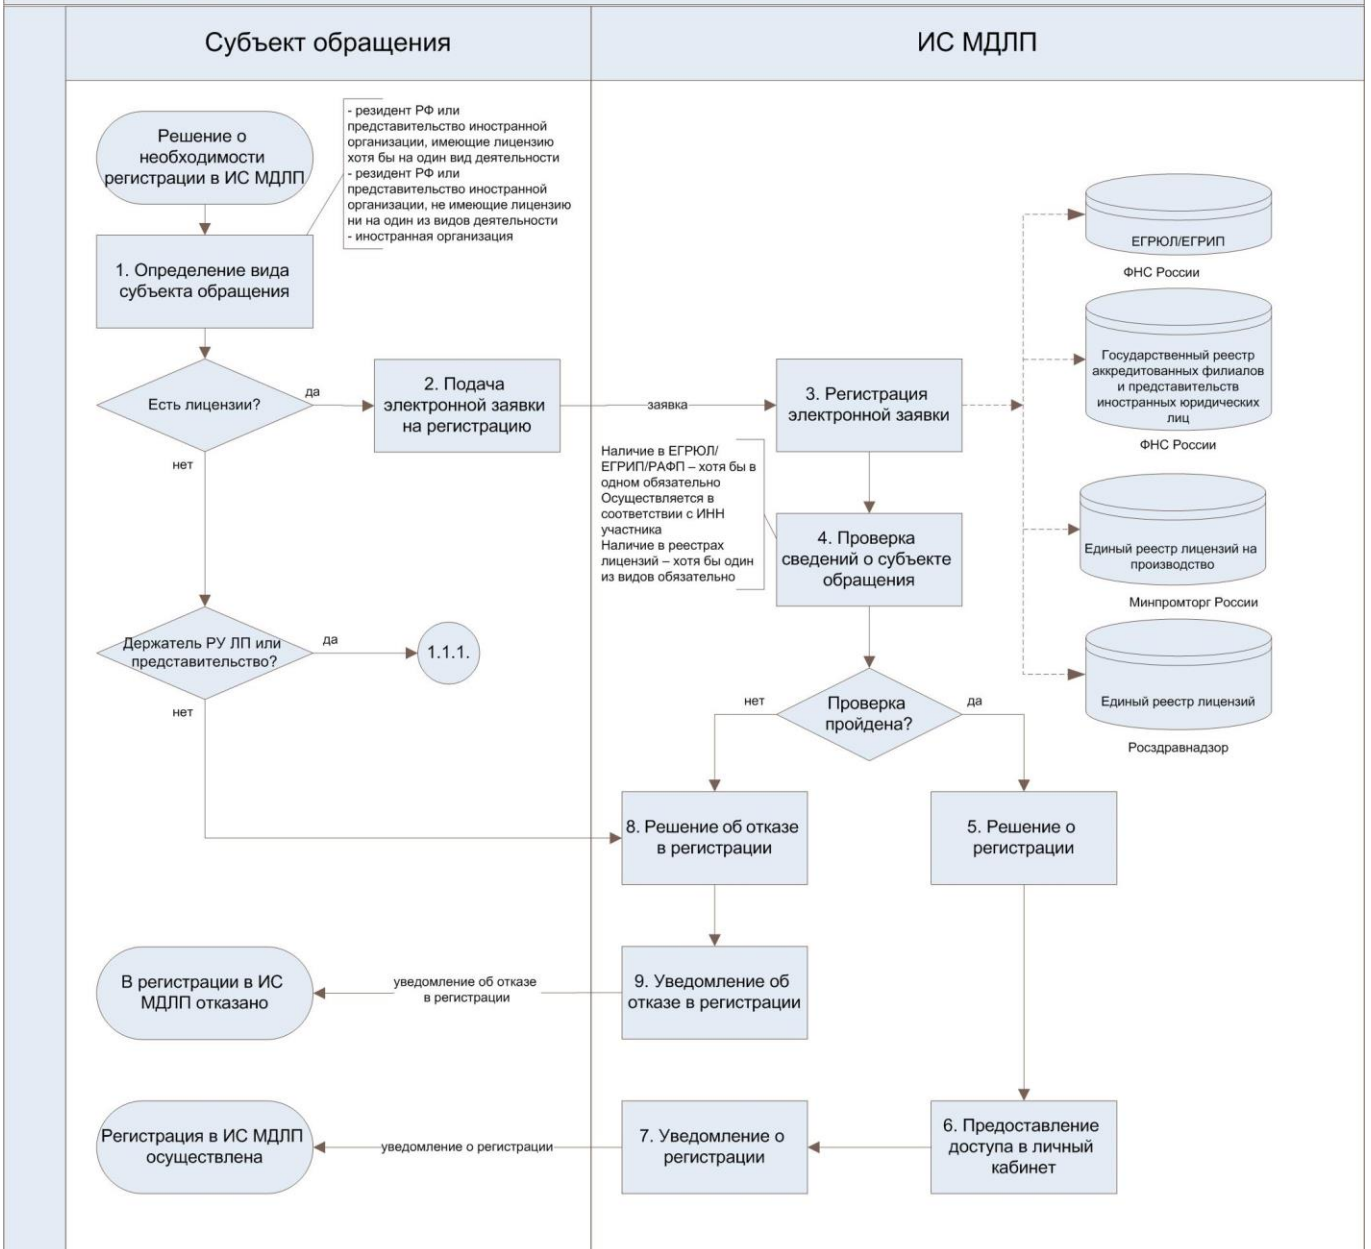 Субъект обращения
ИС МДЛП
Решение о
необходимости
регистрации в ИС МДЛП
- резидент РФ или
представительство иностранной
организации, имеющие лицензию
хотя бы на один вид деятельности
- резидент РФ или
представительство иностранной
организации, не имеющие лицензию
ни на один из видов деятельности
- иностранная организация
1. Определение вида
субъекта обращения
Есть лицензии?
да
нет
2. Подача
электронной заявки
на регистрацию
заявка
3. Регистрация
электронной заявки
ЕГРЮЛ/ЕГРИП
ФНС России
Государственный реестр
аккредитованных филиалов
и представительств
иностранных юридических
лиц
ФНС России
Наличие в ЕГРЮЛ/
ЕГРИП/РАФП – хотя бы в
одном обязательно
Осуществляется в
соответствии с ИНН
участника
Наличие в реестрах
лицензий – хотя бы один
из видов обязательно
4. Проверка
сведений о субъекте
обращения
Единый реестр лицензий на
производство
Минпромторг России
Держатель РУ ЛП или
представительство?
да
1.1.1.
нет
Единый реестр лицензий
Росздравнадзор
нет
Проверка
пройдена?
да
8. Решение об отказе
в регистрации
5. Решение о
регистрации
В регистрации в ИС
МДЛП отказано
уведомление об отказе
в регистрации
9. Уведомление об
отказе в регистрации
Регистрация в ИС МДЛП
осуществлена
уведомление о регистрации
7. Уведомление о
регистрации
6. Предоставление
доступа в личный
кабинет